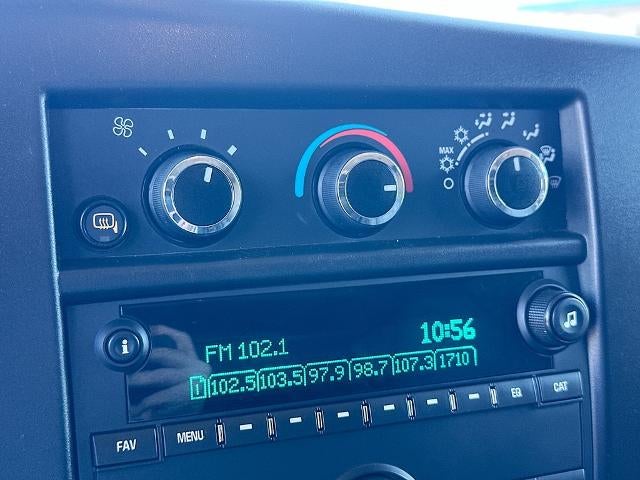 MAX
FM 102.1 10:56
1 102.5 103.5 97.9 98.7 107.3 1710
i
FAV MENU EQ CAT